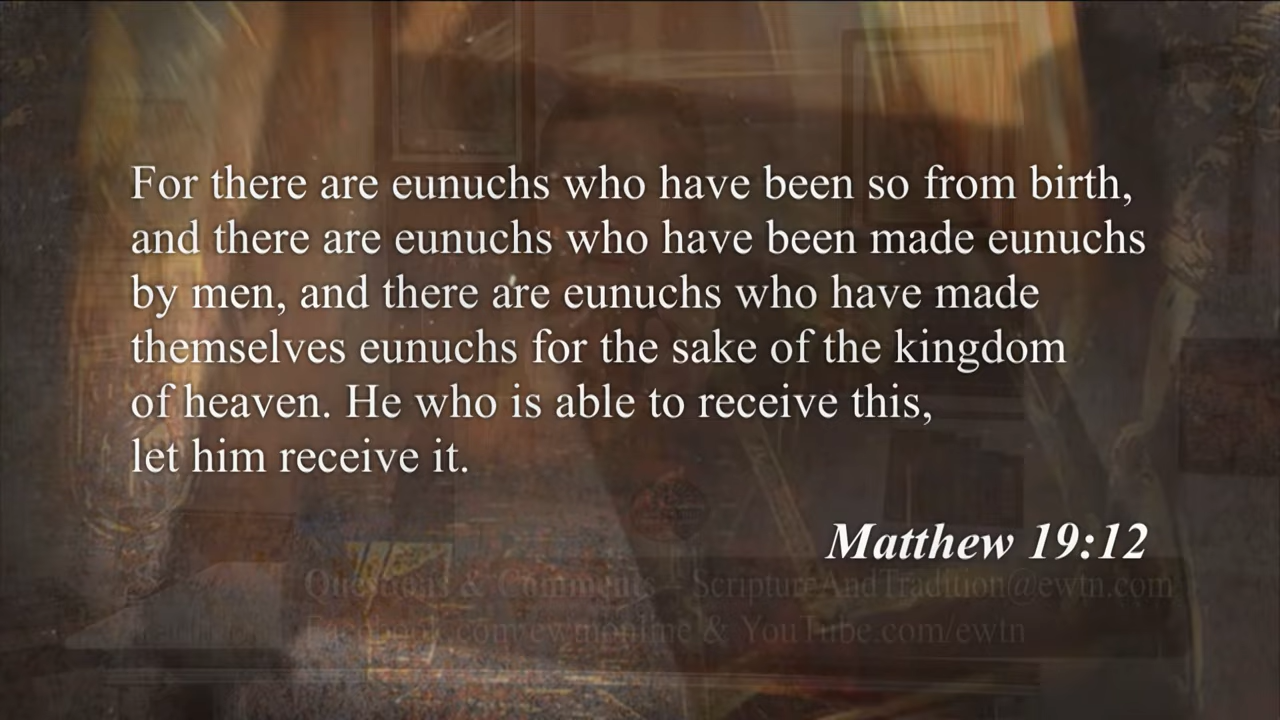 For there are eunuchs who have been so from birth,
and there are eunuchs who have been made eunuchs
by men, and there are eunuchs who have made
themselves eunuchs for the sake of the kingdom
of heaven. He who is able to receive this,
let him receive it.
Matthew 19:12
Questions & Comments – ScriptureAndTradition@ewtn.com
Facebook.com/ewtnonline & YouTube.com/ewtn